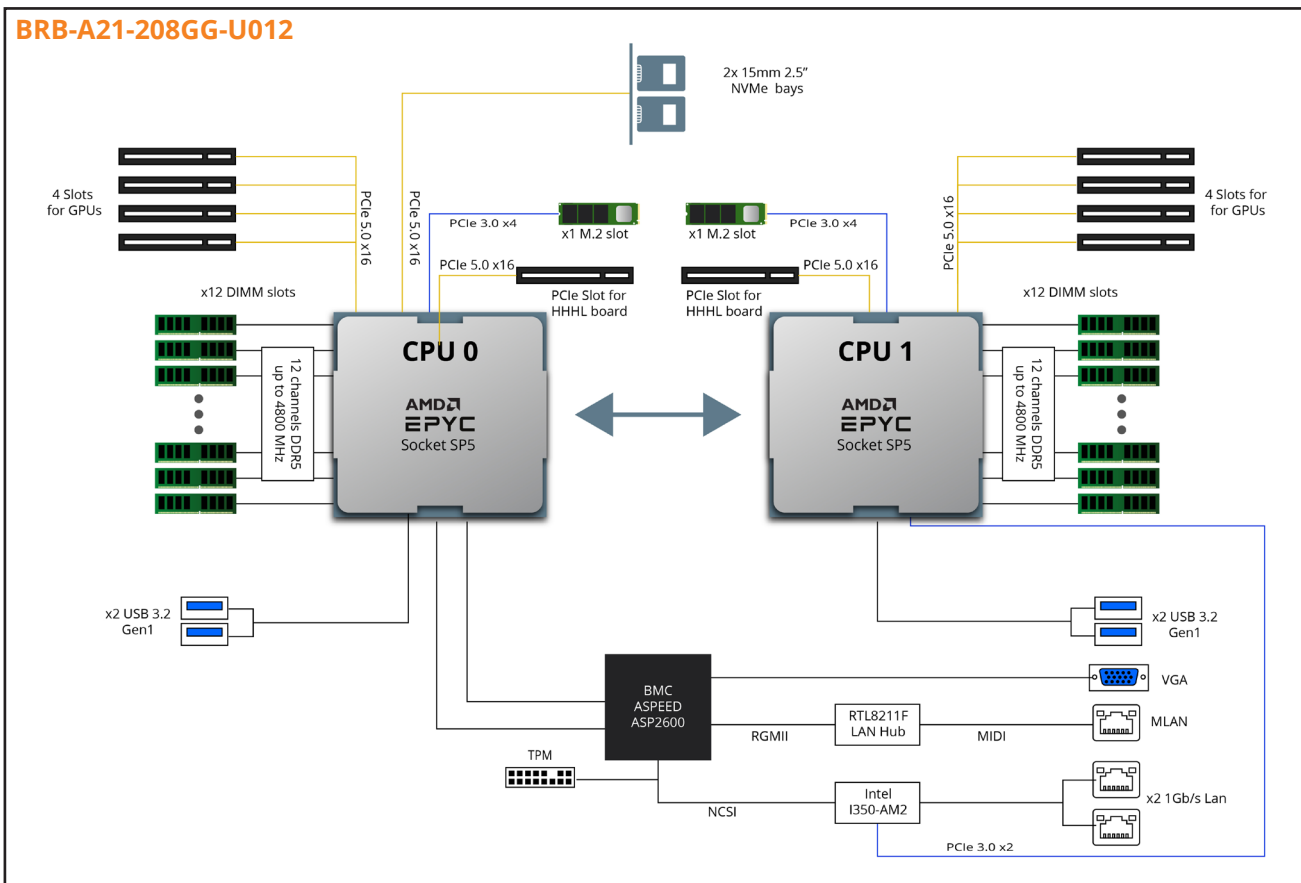 BRB-A21-208GG-U012
2x 15mm 2.5”
NVMe bays
4 Slots
for GPUs
PCIe 5.0 x16
PCIe 5.0 x16
PCIe 3.0 x4
x1 M.2 slot
PCIe 5.0 x16
PCIe Slot for
HHHL board
x1 M.2 slot
PCIe 3.0 x4
PCIe 5.0 x16
PCIe Slot for
HHHL board
PCIe 5.0 x16
4 Slots for
for GPUs
x12 DIMM slots
12 channels DDR5
up to 4800 MHz
CPU 0
AMD
EPYC
Socket SP5
CPU 1
AMD
EPYC
Socket SP5
x12 DIMM slots
12 channels DDR5
up to 4800 MHz
x2 USB 3.2
Gen1
x2 USB 3.2
Gen1
BMC
ASPEED
ASP2600
VGA
RGMII
RTL8211F
LAN Hub
MIDI
MLAN
TPM
NCSI
Intel
I350-AM2
x2 1Gb/s Lan
PCIe 3.0 x2